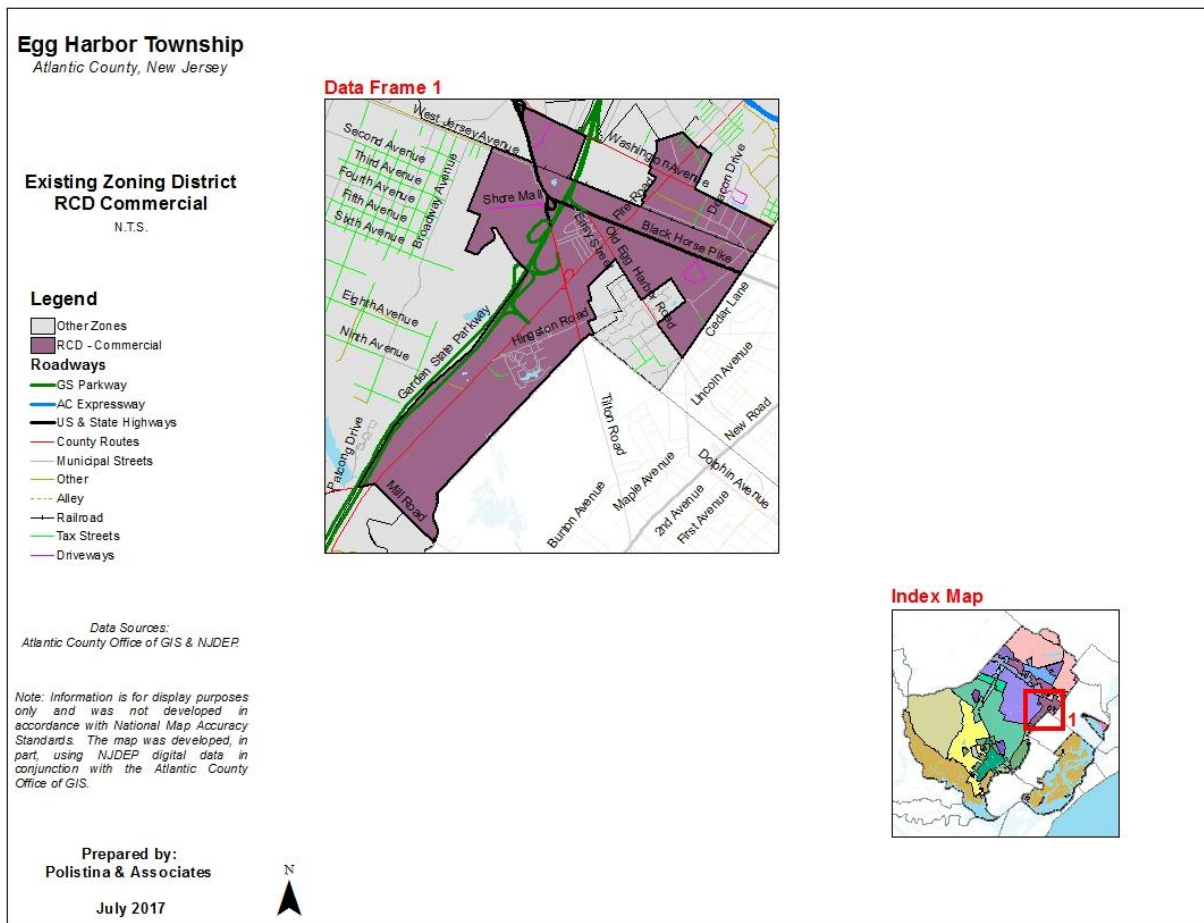 Egg Harbor Township
Atlantic County, New Jersey
Existing Zoning District
RCD Commercial
N.T.S.
Legend
Other Zones
RCD - Commercial
Roadways
GS Parkway
AC Expressway
US & State Highways
County Routes
Municipal Streets
Other
Alley
Railroad
Tax Streets
Driveways
Data Sources:
Atlantic County Office of GIS & NJDEP.
Note: Information is for display purposes
only and was not developed in
accordance with National Map Accuracy
Standards. The map was developed, in
part, using NJDEP digital data in
conjunction with the Atlantic County
Office of GIS.
Prepared by:
Polistina & Associates
July 2017
N
Data Frame 1
West Jersey Avenue
Washington Avenue
Second Avenue
Third Avenue
Fourth Avenue
Fifth Avenue
Sixth Avenue
Broadway Avenue
Shore Mall
Fire Road
Deacon Drive
Easy Street
Old Egg Harbor Road
Black Horse Pike
Cedar Lane
Eighth Avenue
Ninth Avenue
Garden State Parkway
Hingston Road
Lincoln Avenue
Tilton Road
New Road
Patcong Drive
Mill Road
Dolphin Avenue
Maple Avenue
Burton Avenue
2nd Avenue
First Avenue
Index Map
1